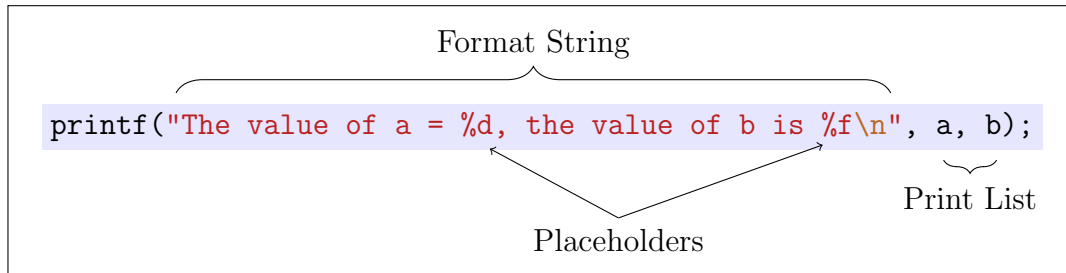 Format String
printf("The value of a = %d, the value of b is %f\n", a, b);
Print List
Placeholders